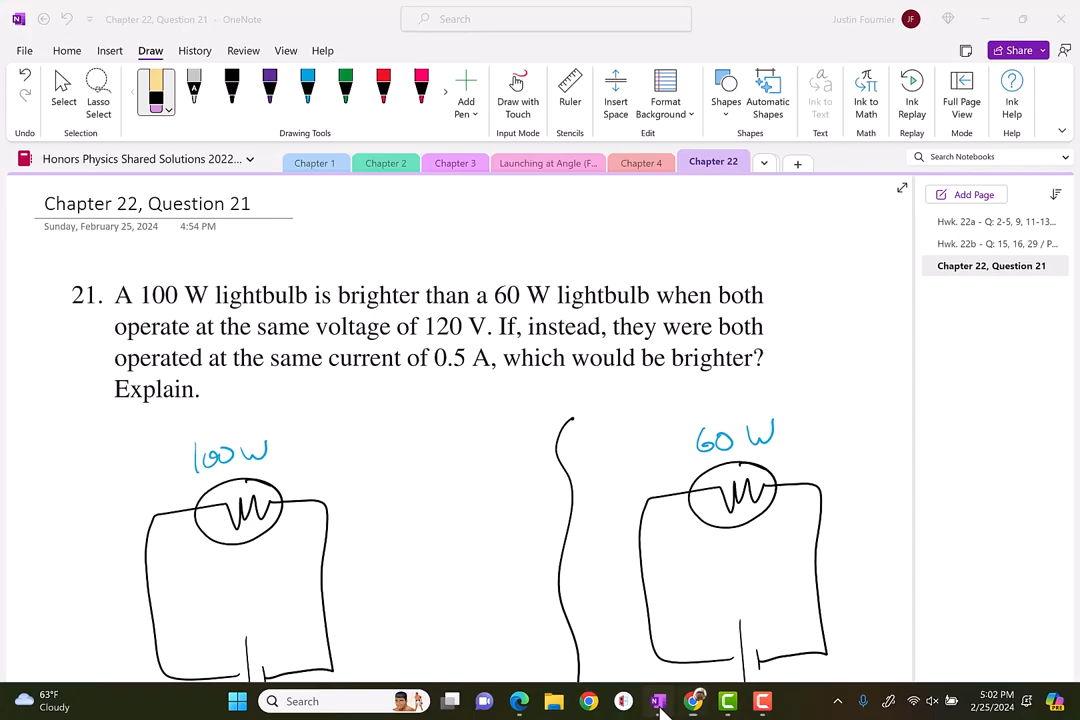 Chapter 22, Question 21 - OneNote
Search
Justin Fournier
JF
File
Home
Insert
Draw
History
Review
View
Help
Share
Undo
Select
Lasso
Select
Selection
Drawing Tools
Add
Pen
Draw with
Touch
Input Mode
Ruler
Stencils
Insert
Space
Format
Background
Edit
Shapes
Automatic
Shapes
Shapes
Ink to
Text
Text
Ink to
Math
Math
Ink
Replay
Replay
Full Page
View
Mode
Ink
Help
Help
Honors Physics Shared Solutions 2022...
Chapter 1
Chapter 2
Chapter 3
Launching at Angle (F...
Chapter 4
Chapter 22
Search Notebooks
Add Page
Hwk. 22a - Q: 2-5, 9, 11-13...
Hwk. 22b - Q: 15, 16, 29 / P...
Chapter 22, Question 21
Chapter 22, Question 21
Sunday, February 25, 2024 4:54 PM
21. A 100 W lightbulb is brighter than a 60 W lightbulb when both
operate at the same voltage of 120 V. If, instead, they were both
operated at the same current of 0.5 A, which would be brighter?
Explain.
100 W
60 W
63°F
Cloudy
Search
5:02 PM
2/25/2024